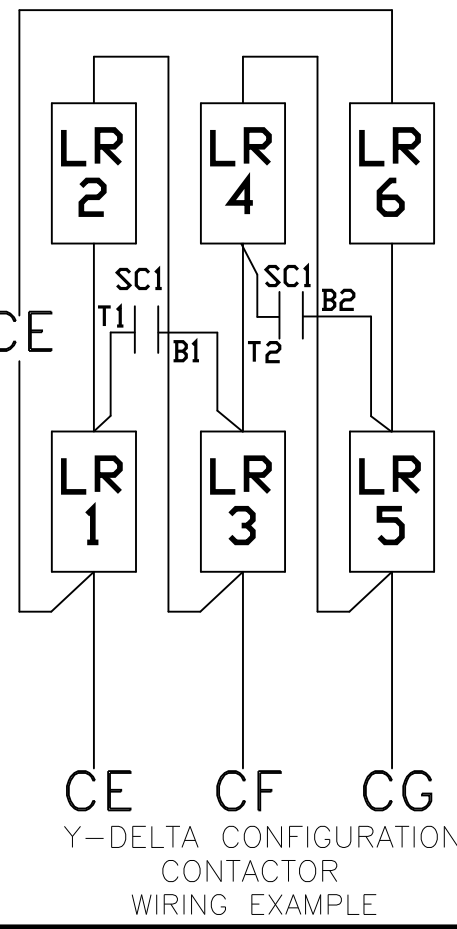 LR LR LR
2 4 6
SC1 SC1
T1 B2
CE
B1 T2
LR LR LR
1 3 5
CE CF CG
Y-DELTA CONFIGURATION
CONTACTOR
WIRING EXAMPLE